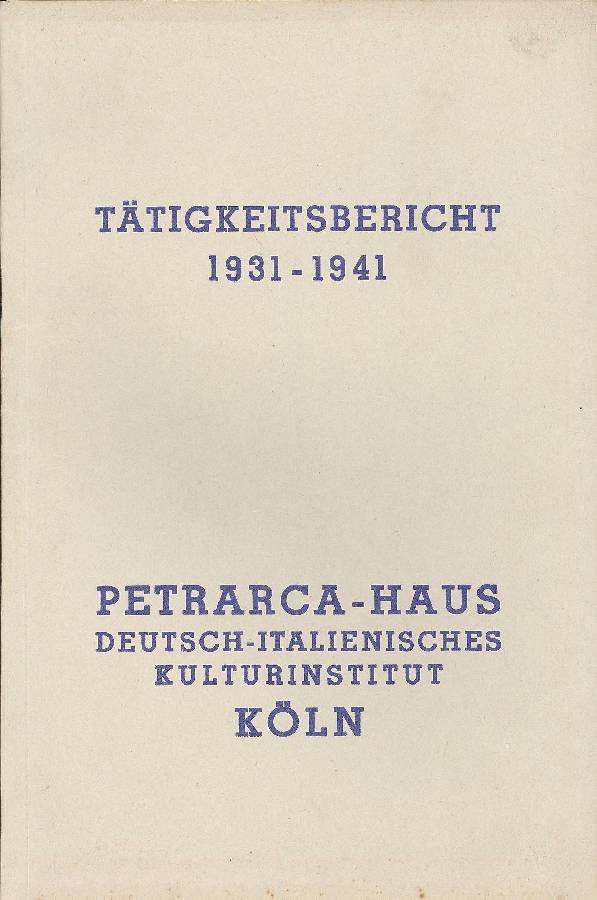 TÄTIGKEITSBERICHT
1931-1941
PETRARCA-HAUS
DEUTSCH-ITALIENISCHES
KULTURINSTITUT
KÖLN